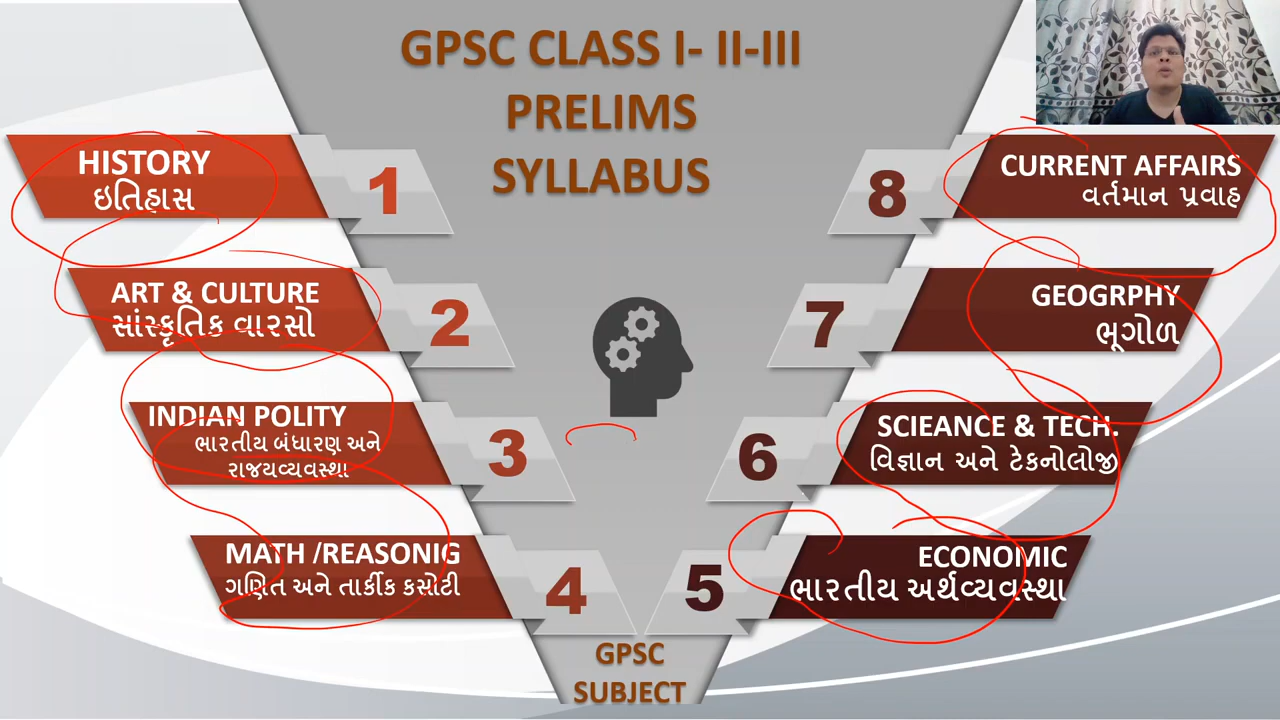 GPSC CLASS I- II-III
PRELIMS
SYLLABUS
HISTORY
ઇતિહાસ
1
ART & CULTURE
સાંસ્કૃતિક વારસો
2
INDIAN POLITY
ભારતીય બંધારણ અને
રાજયવ્યવસ્થા
3
MATH /REASONIG
ગણિત અને તાર્કીક કસોટી
4
5
ECONOMIC
ભારતીય અર્થવ્યવસ્થા
6
SCIEANCE & TECH.
વિજ્ઞાન અને ટેકનોલોજી
7
GEOGRPHY
ભૂગોળ
8
CURRENT AFFAIRS
વર્તમાન પ્રવાહ
GPSC
SUBJECT